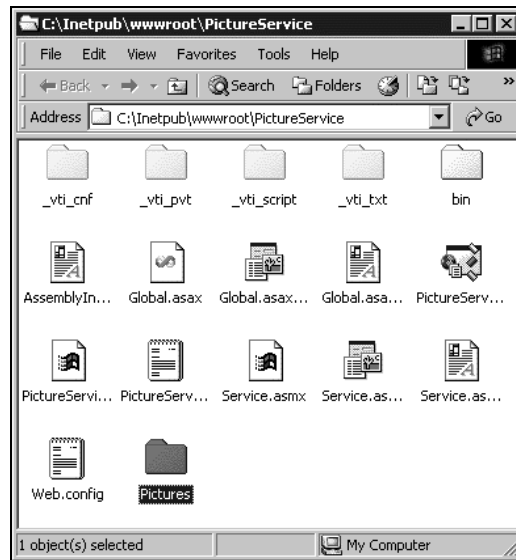 C:\Inetpub\wwwroot\PictureService
File Edit View Favorites Tools Help
Back Search Folders »
Address C:\Inetpub\wwwroot\PictureService Go
_vti_cnf _vti_pvt _vti_script _vti_txt bin
AssemblyIn... Global.asax Global.asax... Global.asa... PictureServ...
PictureServi... PictureServ... Service.asmx Service.as... Service.as...
Web.config Pictures
1 object(s) selected My Computer